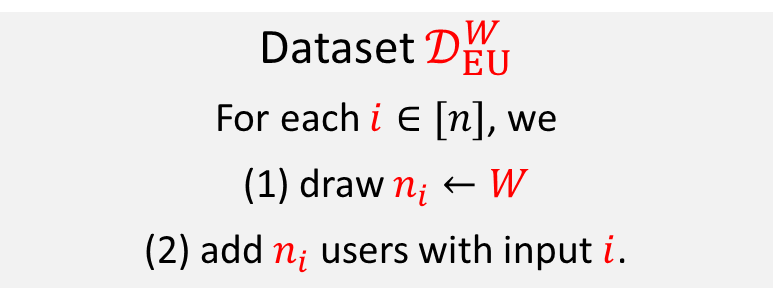 Dataset 𝒟_EU^W
For each i ∈ [n], we
(1) draw n_i ← W
(2) add n_i users with input i.